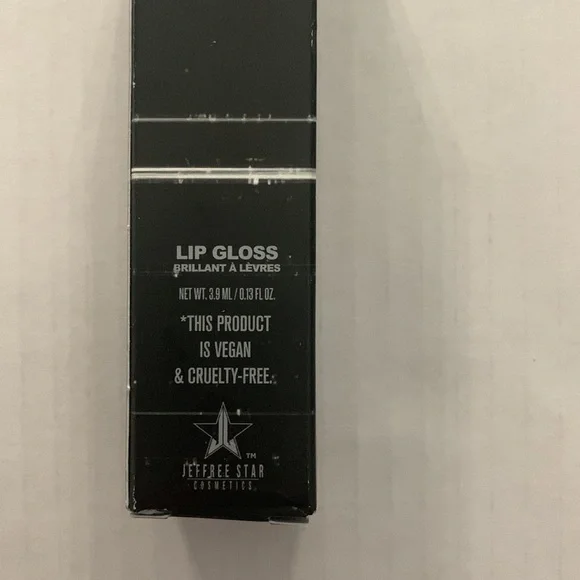 LIP GLOSS
BRILLANT À LÈVRES
NET WT. 3.9 ML / 0.13 FL OZ.
*THIS PRODUCT
IS VEGAN
& CRUELTY-FREE.
TM
JEFFREE STAR
COSMETICS